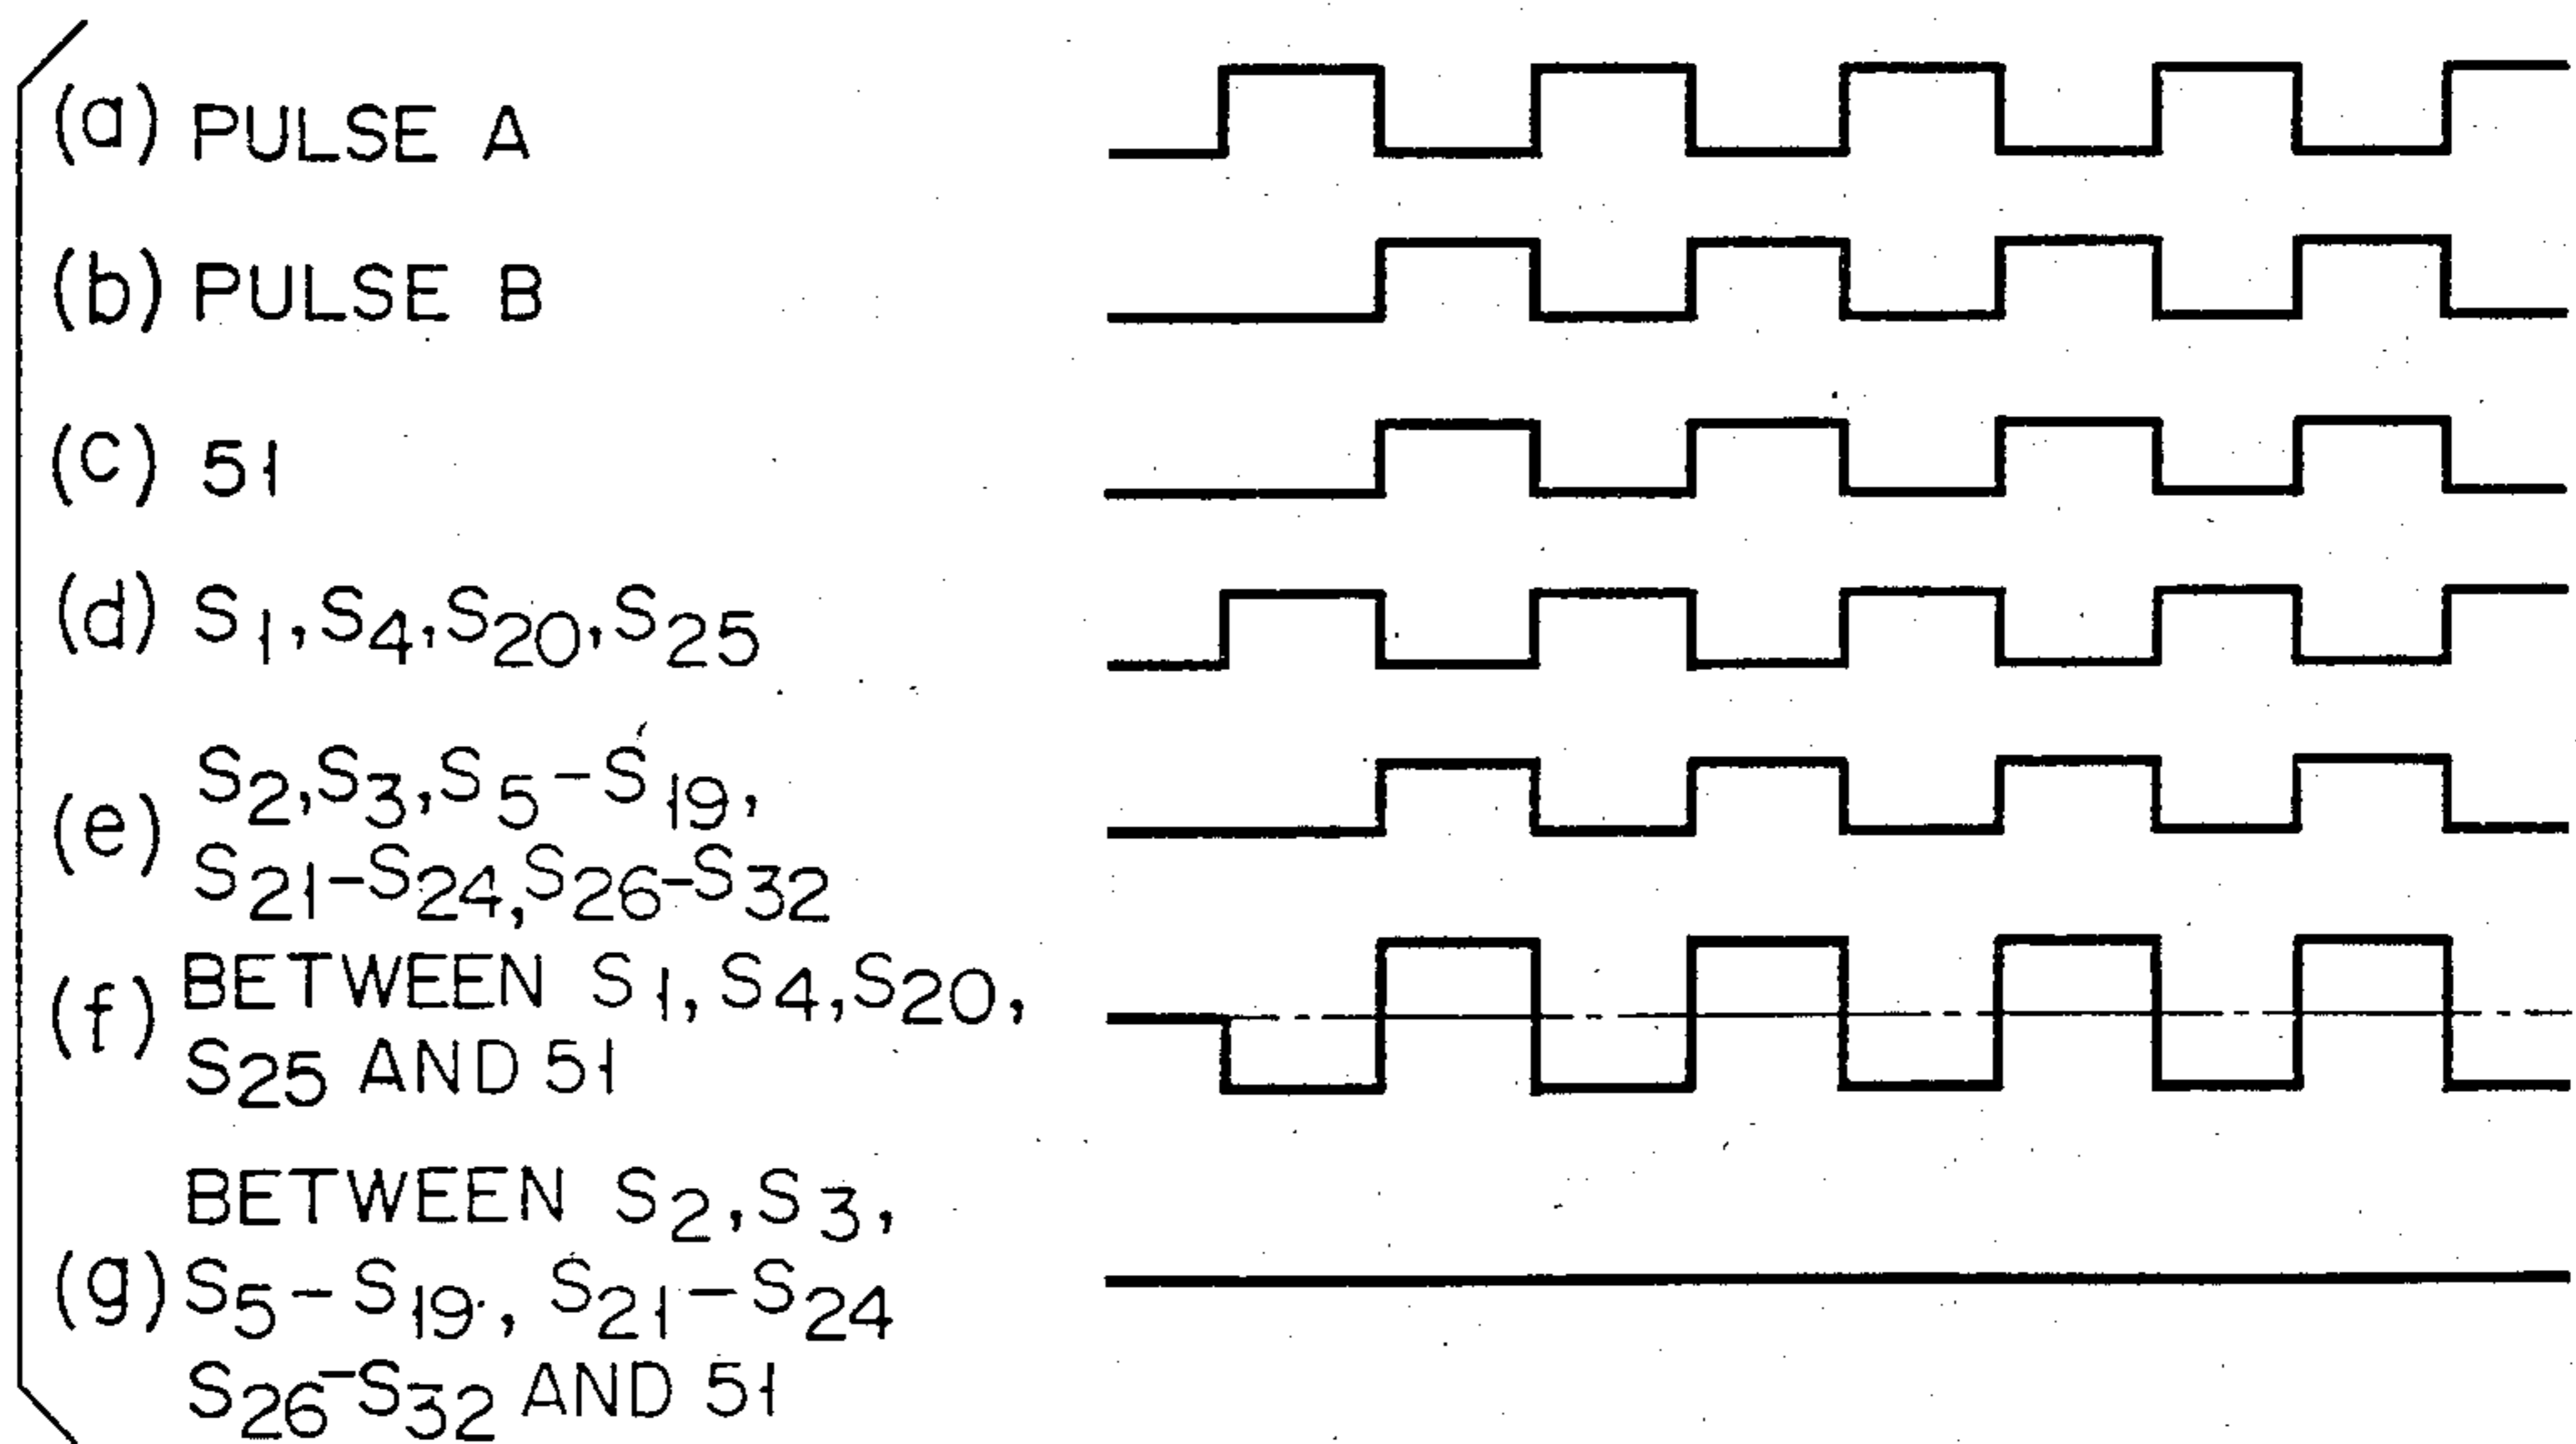 (a) PULSE A
(b) PULSE B
(c) 51
(d) S1, S4, S20, S25
(e) S2, S3, S5-S19,
S21-S24, S26-S32
(f) BETWEEN S1, S4, S20,
S25 AND 51
BETWEEN S2, S3,
(g) S5-S19, S21-S24
S26-S32 AND 51